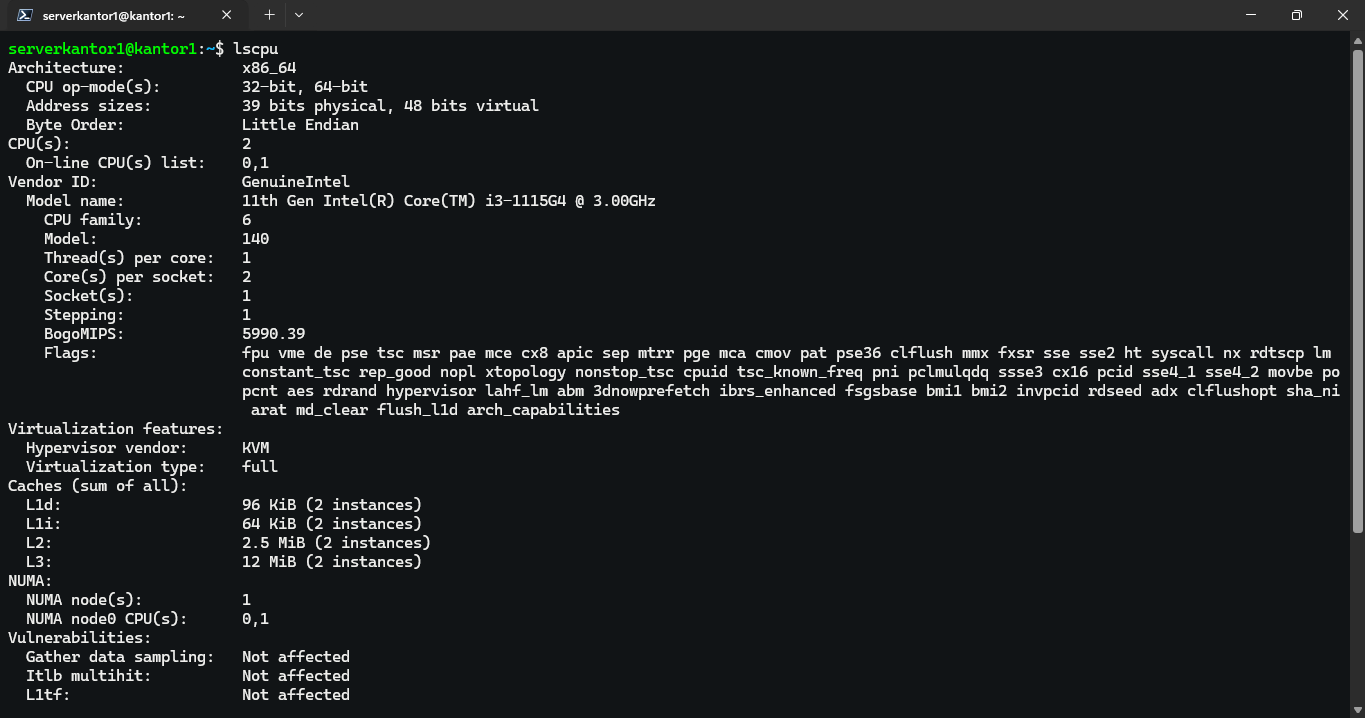 serverkantor1@kantor1: ~
serverkantor1@kantor1:~$ lscpu
Architecture: x86_64
CPU op-mode(s): 32-bit, 64-bit
Address sizes: 39 bits physical, 48 bits virtual
Byte Order: Little Endian
CPU(s): 2
On-line CPU(s) list: 0,1
Vendor ID: GenuineIntel
Model name: 11th Gen Intel(R) Core(TM) i3-1115G4 @ 3.00GHz
CPU family: 6
Model: 140
Thread(s) per core: 1
Core(s) per socket: 2
Socket(s): 1
Stepping: 1
BogoMIPS: 5990.39
Flags: fpu vme de pse tsc msr pae mce cx8 apic sep mtrr pge mca cmov pat pse36 clflush mmx fxsr sse sse2 ht syscall nx rdtscp lm
constant_tsc rep_good nopl xtopology nonstop_tsc cpuid tsc_known_freq pni pclmulqdq ssse3 cx16 pcid sse4_1 sse4_2 movbe po
pcnt aes rdrand hypervisor lahf_lm abm 3dnowprefetch ibrs_enhanced fsgsbase bmi1 bmi2 invpcid rdseed adx clflushopt sha_ni
arat md_clear flush_l1d arch_capabilities
Virtualization features:
Hypervisor vendor: KVM
Virtualization type: full
Caches (sum of all):
L1d: 96 KiB (2 instances)
L1i: 64 KiB (2 instances)
L2: 2.5 MiB (2 instances)
L3: 12 MiB (2 instances)
NUMA:
NUMA node(s): 1
NUMA node0 CPU(s): 0,1
Vulnerabilities:
Gather data sampling: Not affected
Itlb multihit: Not affected
L1tf: Not affected